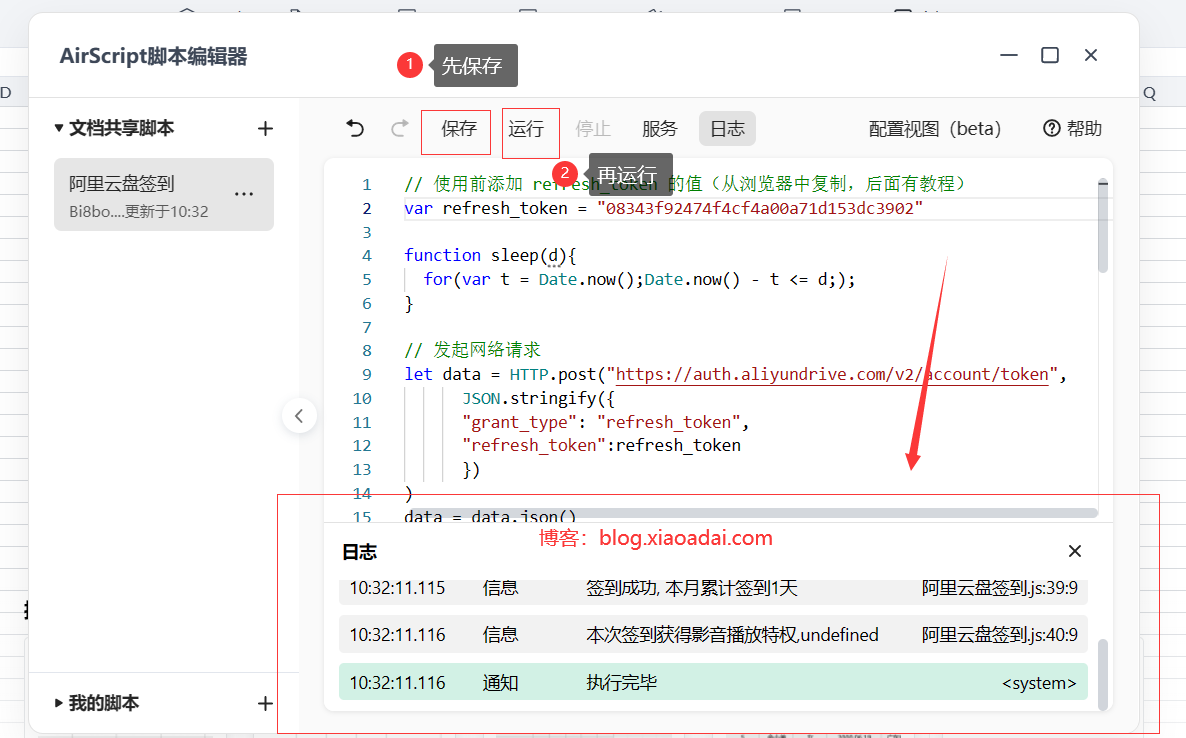 AirScript脚本编辑器
1 先保存
D
Q
文档共享脚本
保存 运行 停止 服务 日志 配置视图（beta） 帮助
2 再运行
阿里云盘签到
Bi8bo....更新于10:32
1 // 使用前添加 refresh_token 的值（从浏览器中复制，后面有教程）
2 var refresh_token = "08343f92474f4cf4a00a71d153dc3902"
3
4 function sleep(d){
5 for(var t = Date.now();Date.now() - t <= d;);
6 }
7
8 // 发起网络请求
9 let data = HTTP.post("https://auth.aliyundrive.com/v2/account/token",
10 JSON.stringify({
11 "grant_type": "refresh_token",
12 "refresh_token":refresh_token
13 })
14 )
15 data = data.json()
博客：blog.xiaoadai.com
日志
10:32:11.115 信息 签到成功, 本月累计签到1天 阿里云盘签到.js:39:9
10:32:11.116 信息 本次签到获得影音播放特权,undefined 阿里云盘签到.js:40:9
10:32:11.116 通知 执行完毕 <system>
我的脚本